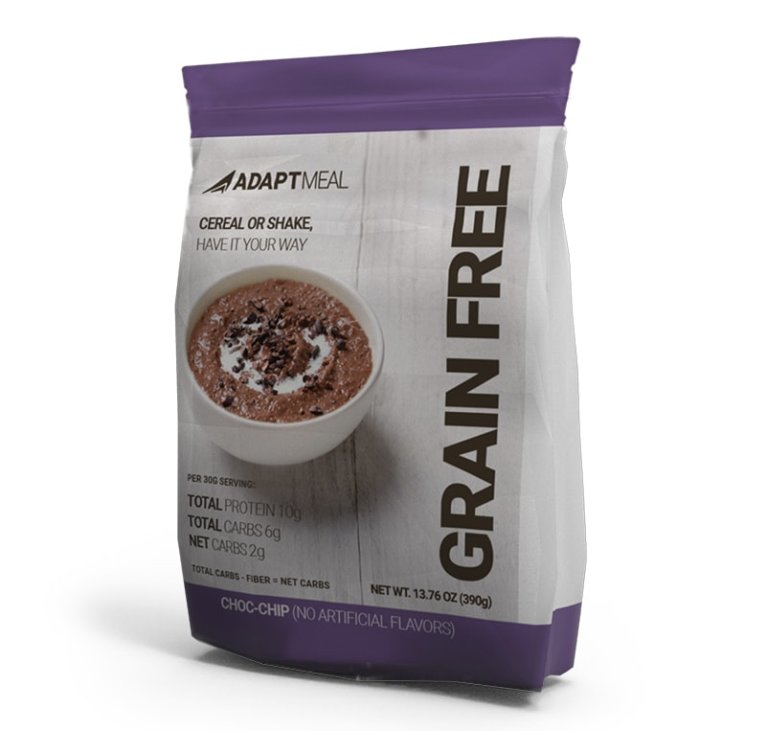 ADAPTMEAL
CEREAL OR SHAKE,
HAVE IT YOUR WAY
GRAIN FREE
PER 30G SERVING:
TOTAL PROTEIN 10g
TOTAL CARBS 6g
NET CARBS 2g
TOTAL CARBS - FIBER = NET CARBS
NET WT. 13.76 OZ (390g)
CHOC-CHIP (NO ARTIFICIAL FLAVORS)